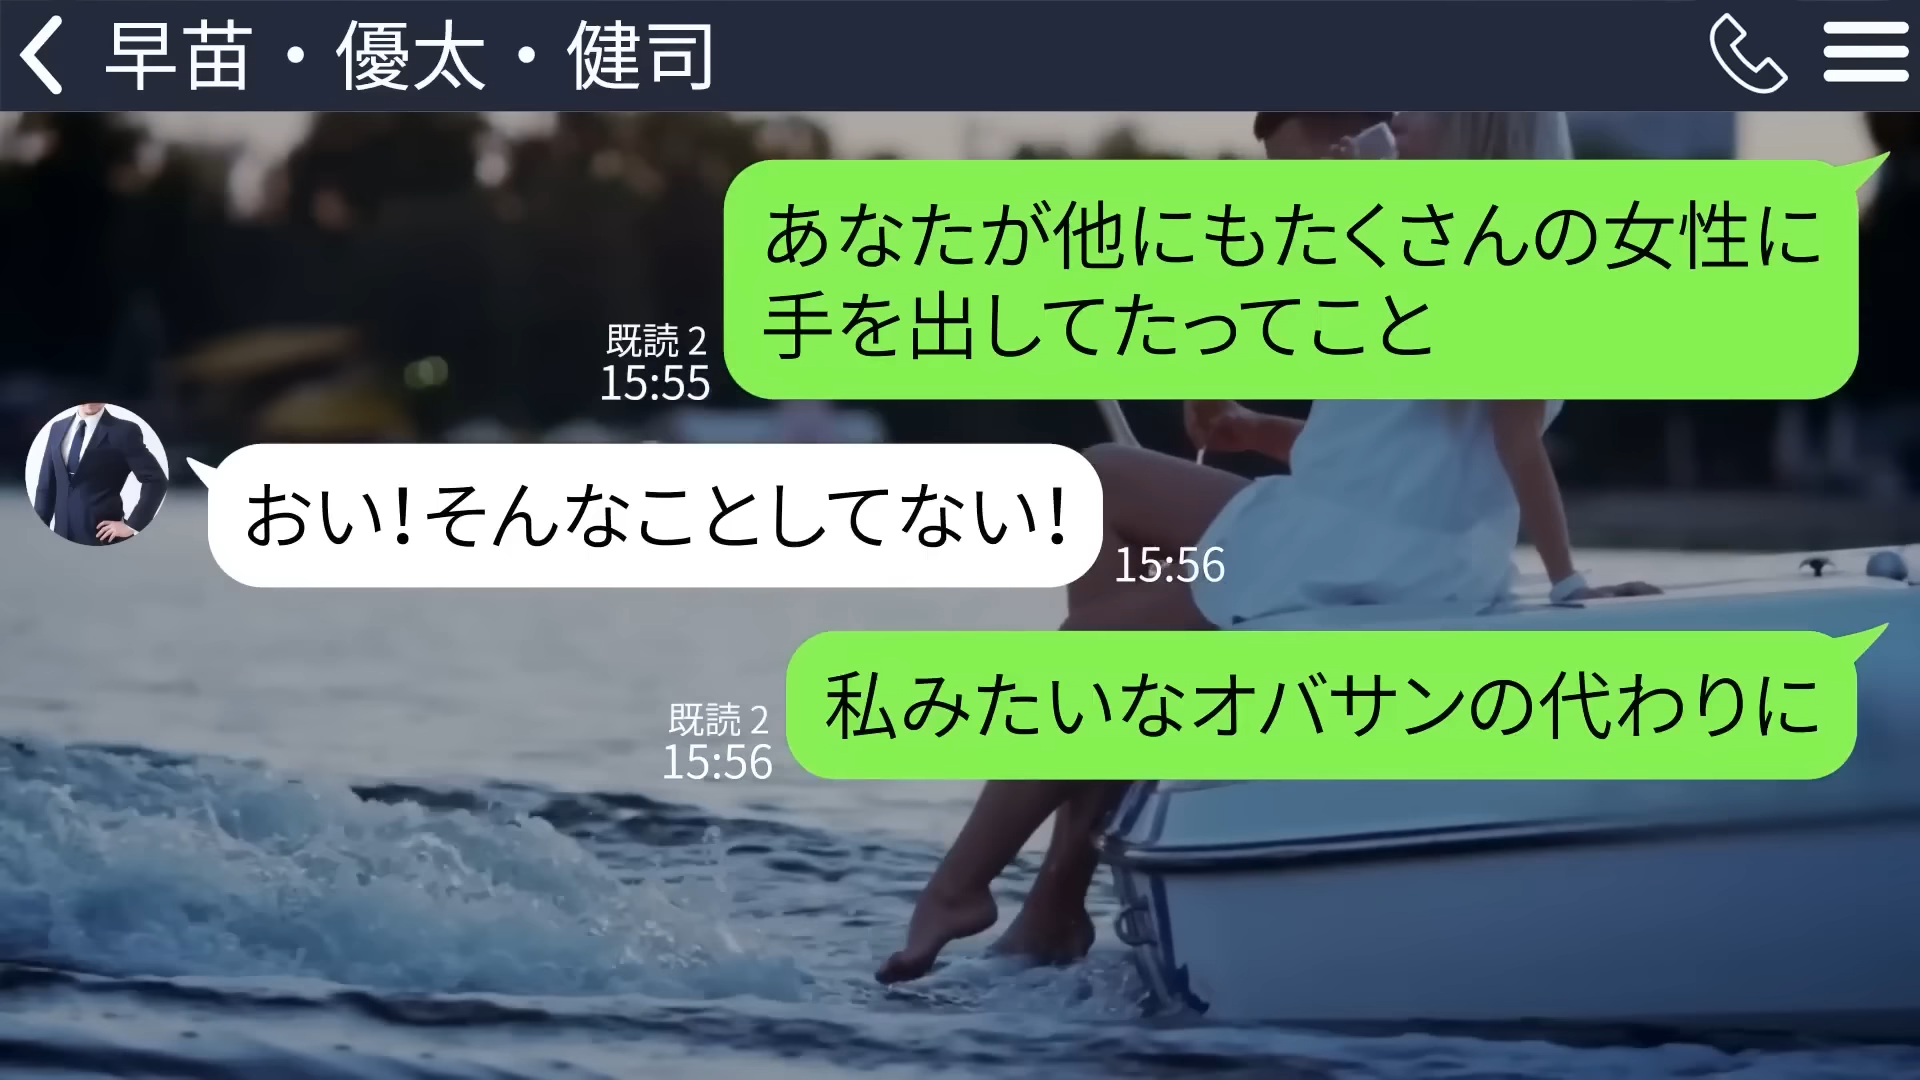 早苗・優太・健司
あなたが他にもたくさんの女性に
手を出してたってこと
既読 2
15:55
おい!そんなことしてない!
15:56
私みたいなオバサンの代わりに
既読 2
15:56